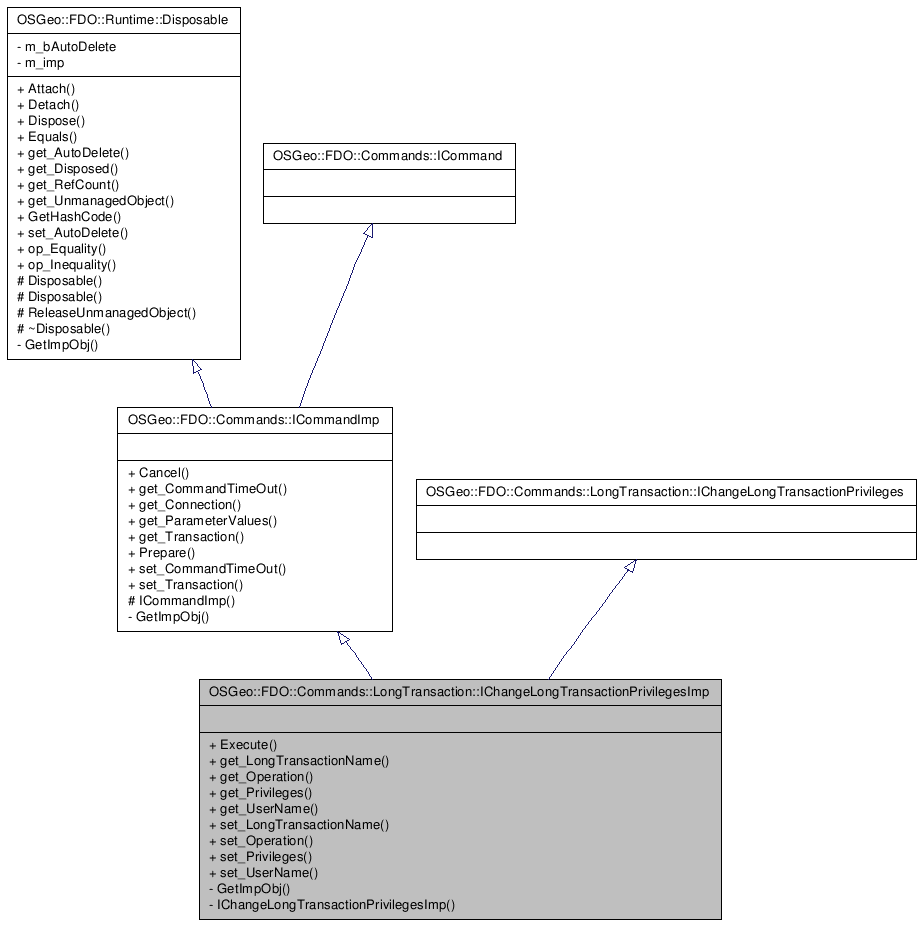 OSGeo::FDO::Runtime::Disposable
- m_bAutoDelete
- m_imp
+ Attach()
+ Detach()
+ Dispose()
+ Equals()
+ get_AutoDelete()
+ get_Disposed()
+ get_RefCount()
+ get_UnmanagedObject()
+ GetHashCode()
+ set_AutoDelete()
+ op_Equality()
+ op_Inequality()
# Disposable()
# Disposable()
# ReleaseUnmanagedObject()
# ~Disposable()
- GetImpObj()
OSGeo::FDO::Commands::ICommand
OSGeo::FDO::Commands::ICommandImp
+ Cancel()
+ get_CommandTimeOut()
+ get_Connection()
+ get_ParameterValues()
+ get_Transaction()
+ Prepare()
+ set_CommandTimeOut()
+ set_Transaction()
# ICommandImp()
- GetImpObj()
OSGeo::FDO::Commands::LongTransaction::IChangeLongTransactionPrivileges
OSGeo::FDO::Commands::LongTransaction::IChangeLongTransactionPrivilegesImp
+ Execute()
+ get_LongTransactionName()
+ get_Operation()
+ get_Privileges()
+ get_UserName()
+ set_LongTransactionName()
+ set_Operation()
+ set_Privileges()
+ set_UserName()
- GetImpObj()
- IChangeLongTransactionPrivilegesImp()